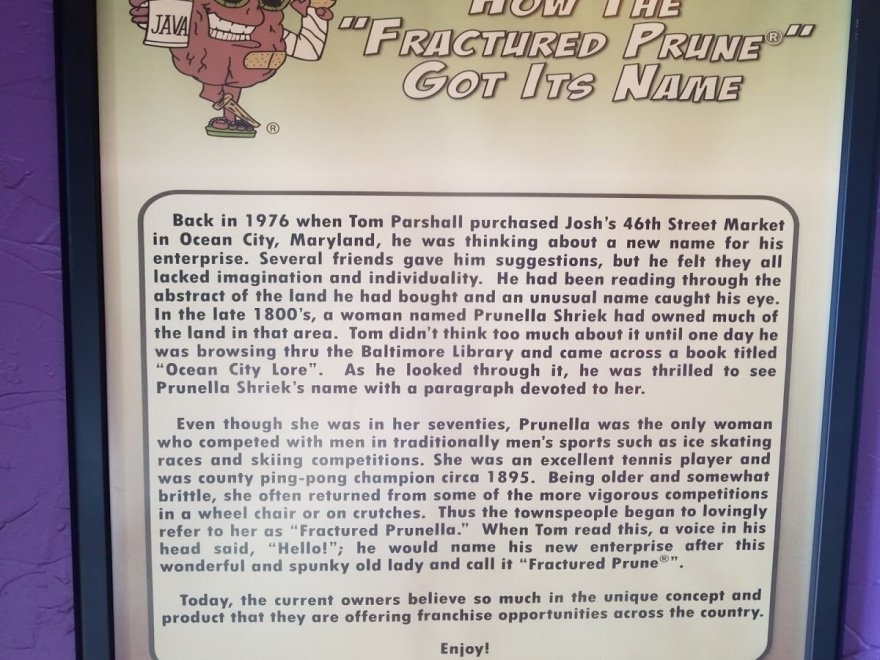 JAVA
HOW THE
"FRACTURED PRUNE®"
GOT ITS NAME
®
Back in 1976 when Tom Parshall purchased Josh's 46th Street Market
in Ocean City, Maryland, he was thinking about a new name for his
enterprise. Several friends gave him suggestions, but he felt they all
lacked imagination and individuality. He had been reading through the
abstract of the land he had bought and an unusual name caught his eye.
In the late 1800's, a woman named Prunella Shriek had owned much of
the land in that area. Tom didn't think too much about it until one day he
was browsing thru the Baltimore Library and came across a book titled
"Ocean City Lore". As he looked through it, he was thrilled to see
Prunella Shriek's name with a paragraph devoted to her.
Even though she was in her seventies, Prunella was the only woman
who competed with men in traditionally men's sports such as ice skating
races and skiing competitions. She was an excellent tennis player and
was county ping-pong champion circa 1895. Being older and somewhat
brittle, she often returned from some of the more vigorous competitions
in a wheel chair or on crutches. Thus the townspeople began to lovingly
refer to her as "Fractured Prunella." When Tom read this, a voice in his
head said, "Hello!"; he would name his new enterprise after this
wonderful and spunky old lady and call it "Fractured Prune®".
Today, the current owners believe so much in the unique concept and
product that they are offering franchise opportunities across the country.
Enjoy!